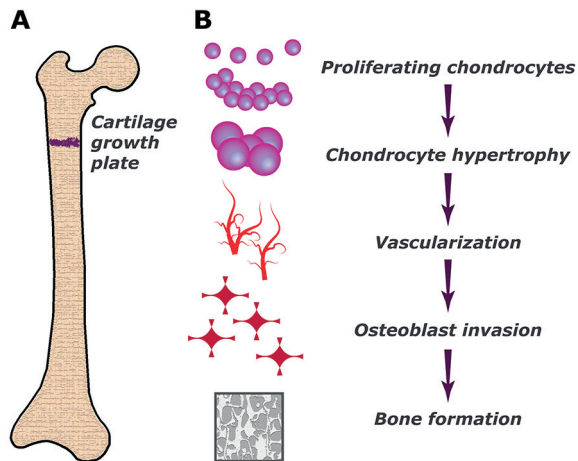 A
B
Cartilage
growth
plate
Proliferating chondrocytes
Chondrocyte hypertrophy
Vascularization
Osteoblast invasion
Bone formation